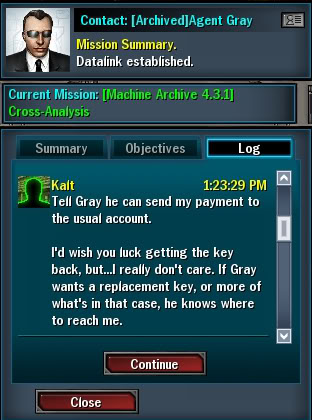 Contact: [Archived]Agent Gray
Mission Summary.
Datalink established.
Current Mission: [Machine Archive 4.3.1]
Cross-Analysis
Summary
Objectives
Log
Kalt 1:23:29 PM
Tell Gray he can send my payment to
the usual account.
I'd wish you luck getting the key
back, but...I really don't care. If Gray
wants a replacement key, or more of
what's in that case, he knows where
to reach me.
Continue
Close